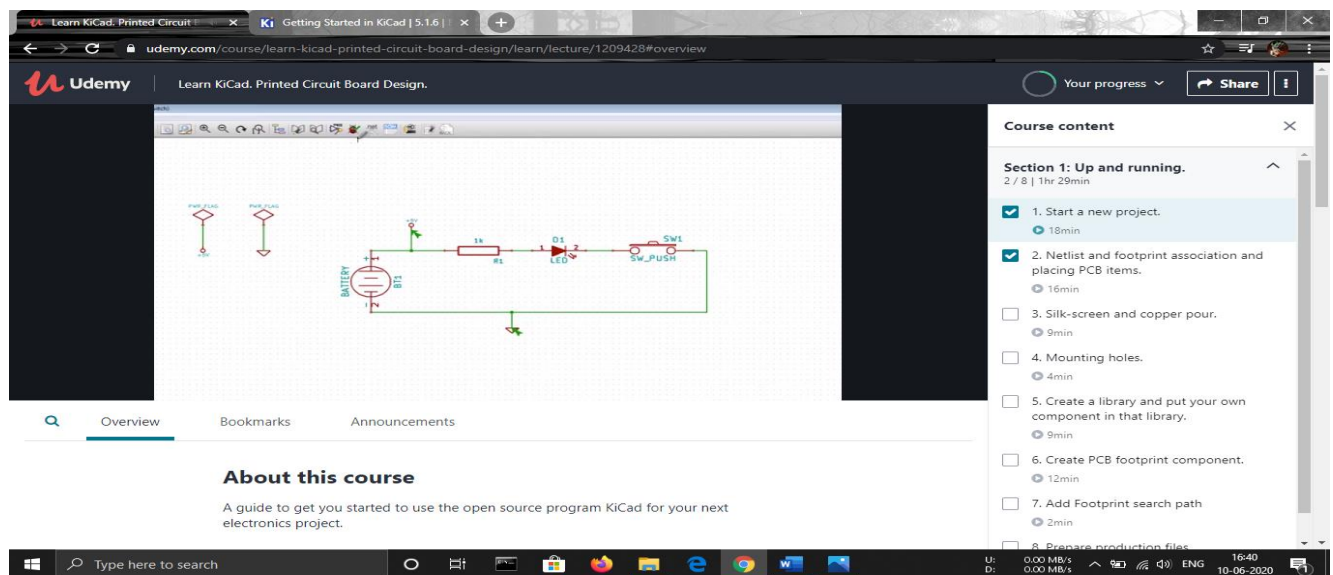 Learn KiCad. Printed Circuit
Getting Started in KiCad | 5.1.6 |
udemy.com/course/learn-kicad-printed-circuit-board-design/learn/lecture/1209428#overview
Udemy
Learn KiCad. Printed Circuit Board Design.
Your progress
Share
PWR_FLAG PWR_FLAG
+5V
+5V
1k
R1
1 D1 2
LED
SW1
SW_PUSH
BATTERY
+ 1
BT1
2
Overview Bookmarks Announcements
About this course
A guide to get you started to use the open source program KiCad for your next
electronics project.
Course content
Section 1: Up and running.
2 / 8 | 1hr 29min
1. Start a new project.
18min
2. Netlist and footprint association and
placing PCB items.
16min
3. Silk-screen and copper pour.
9min
4. Mounting holes.
4min
5. Create a library and put your own
component in that library.
9min
6. Create PCB footprint component.
12min
7. Add Footprint search path
2min
8. Prepare production files
Type here to search
U: 0.00 MB/s
D: 0.00 MB/s
ENG
16:40
10-06-2020